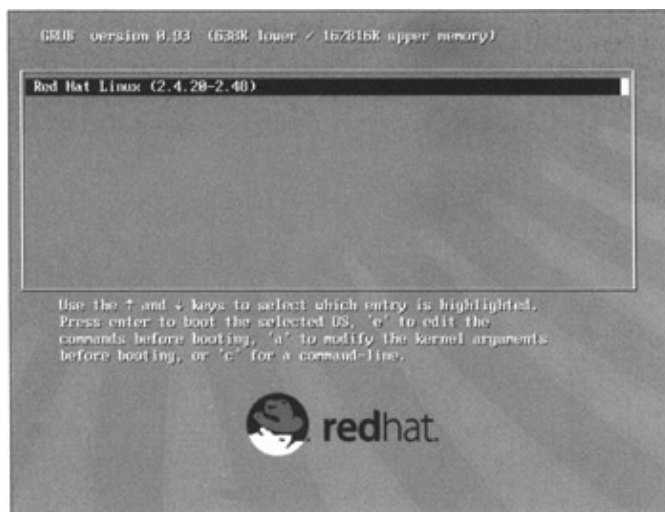 GRUB version 0.93 (638K lower / 162816K upper memory)
Red Hat Linux (2.4.20-2.48)
Use the ↑ and ↓ keys to select which entry is highlighted.
Press enter to boot the selected OS, 'e' to edit the
commands before booting, 'a' to modify the kernel arguments
before booting, or 'c' for a command-line.
redhat.